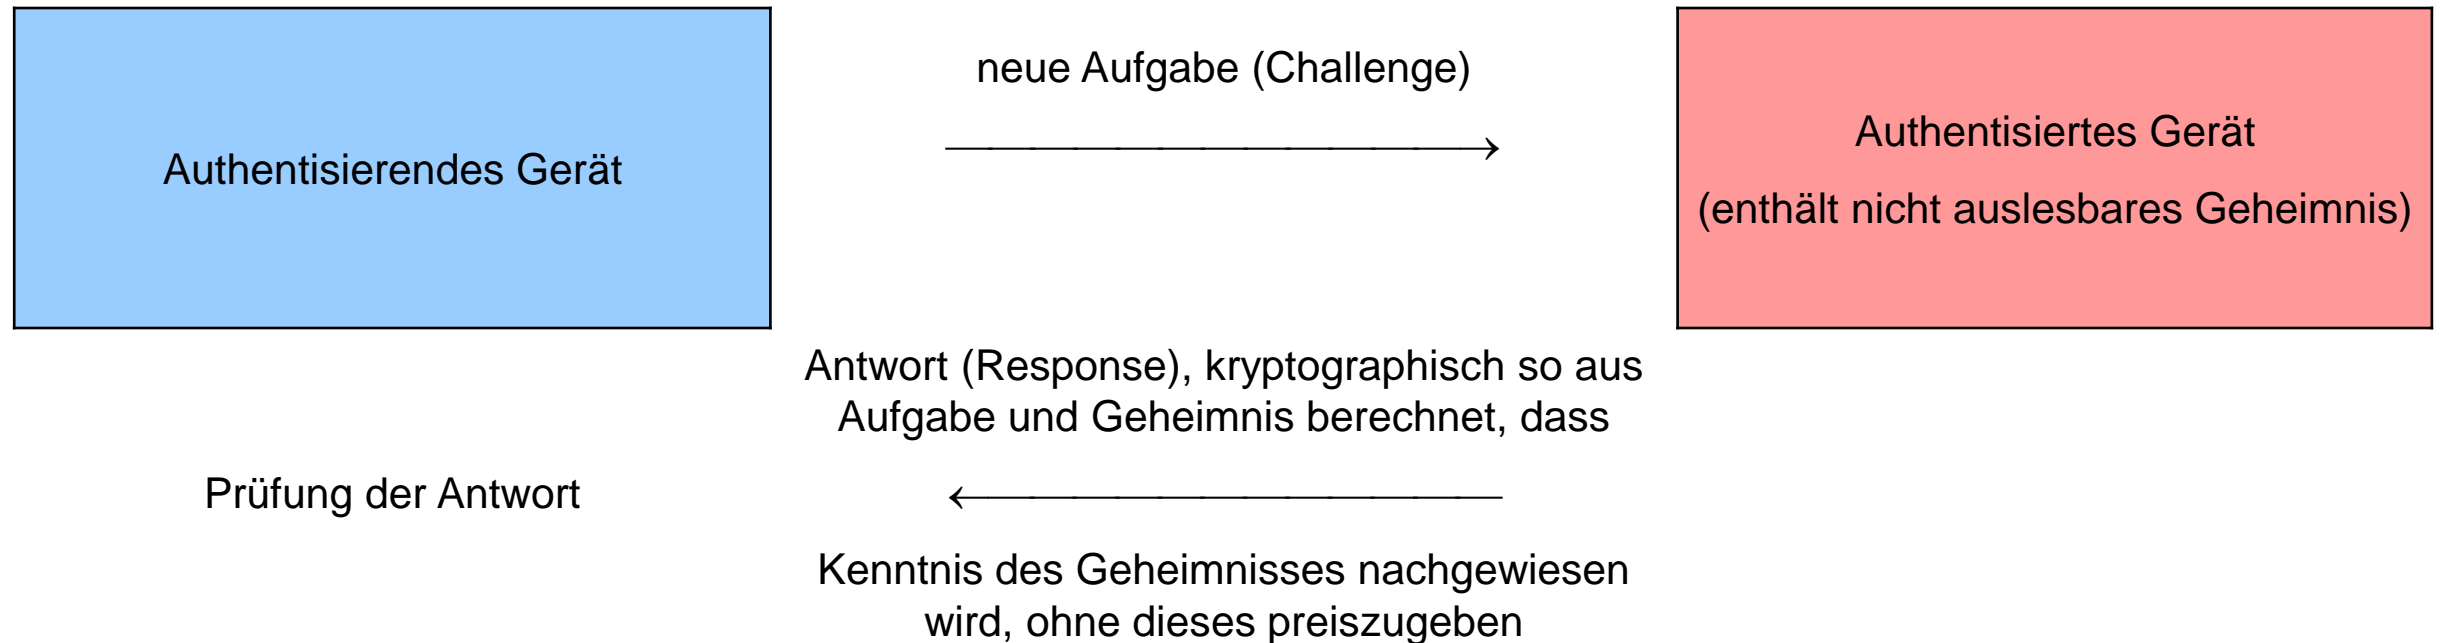 Authentisierendes Gerät
neue Aufgabe (Challenge)
Authentisiertes Gerät
(enthält nicht auslesbares Geheimnis)
Antwort (Response), kryptographisch so aus
Aufgabe und Geheimnis berechnet, dass
Prüfung der Antwort
Kenntnis des Geheimnisses nachgewiesen
wird, ohne dieses preiszugeben